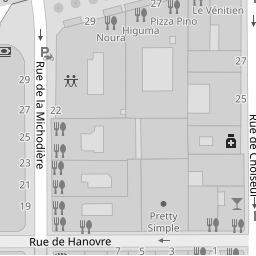 27
29
Le Vénitien
Pizza Pino
Higuma
Noura
27
Rue de la Michodière
29
27
25
22
25
23
21
19
Rue de Choiseul
Pretty
Simple
Rue de Hanovre
7
5
3
1